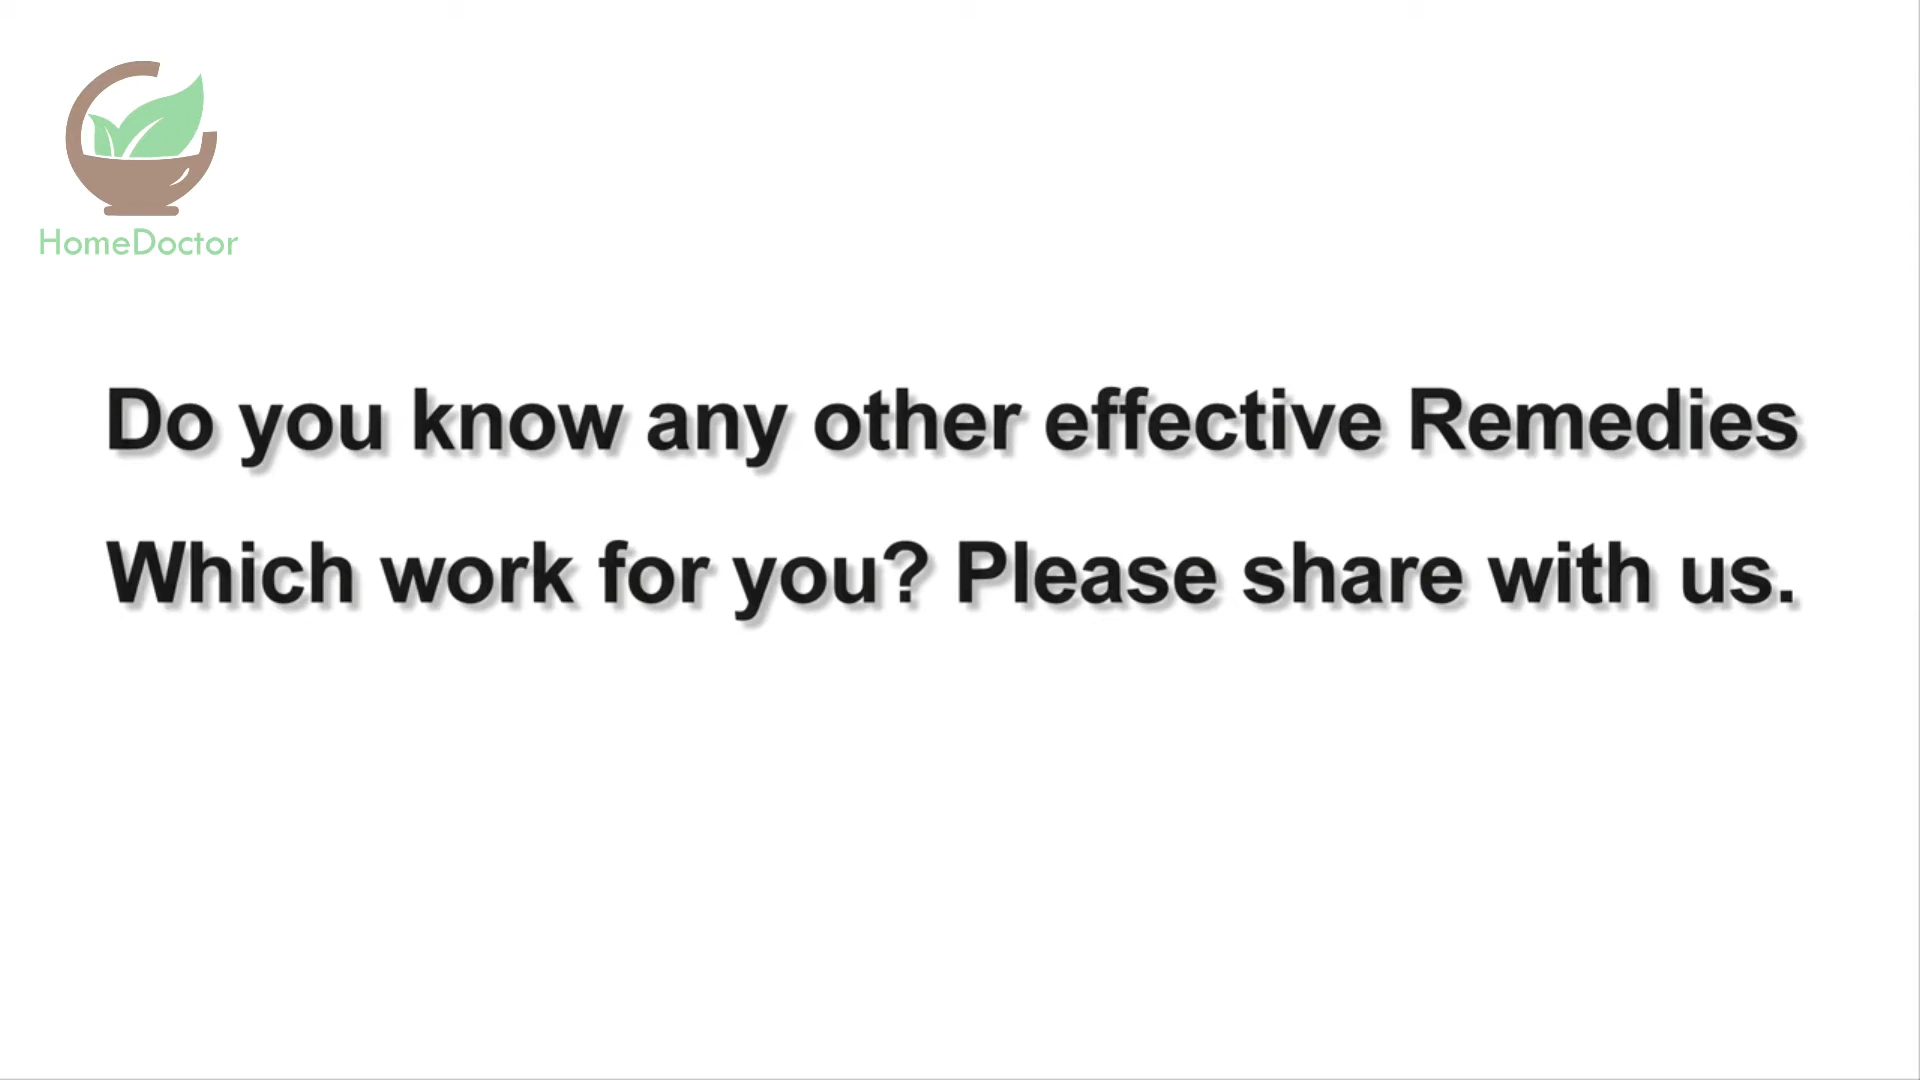 HomeDoctor
Do you know any other effective Remedies
Which work for you? Please share with us.